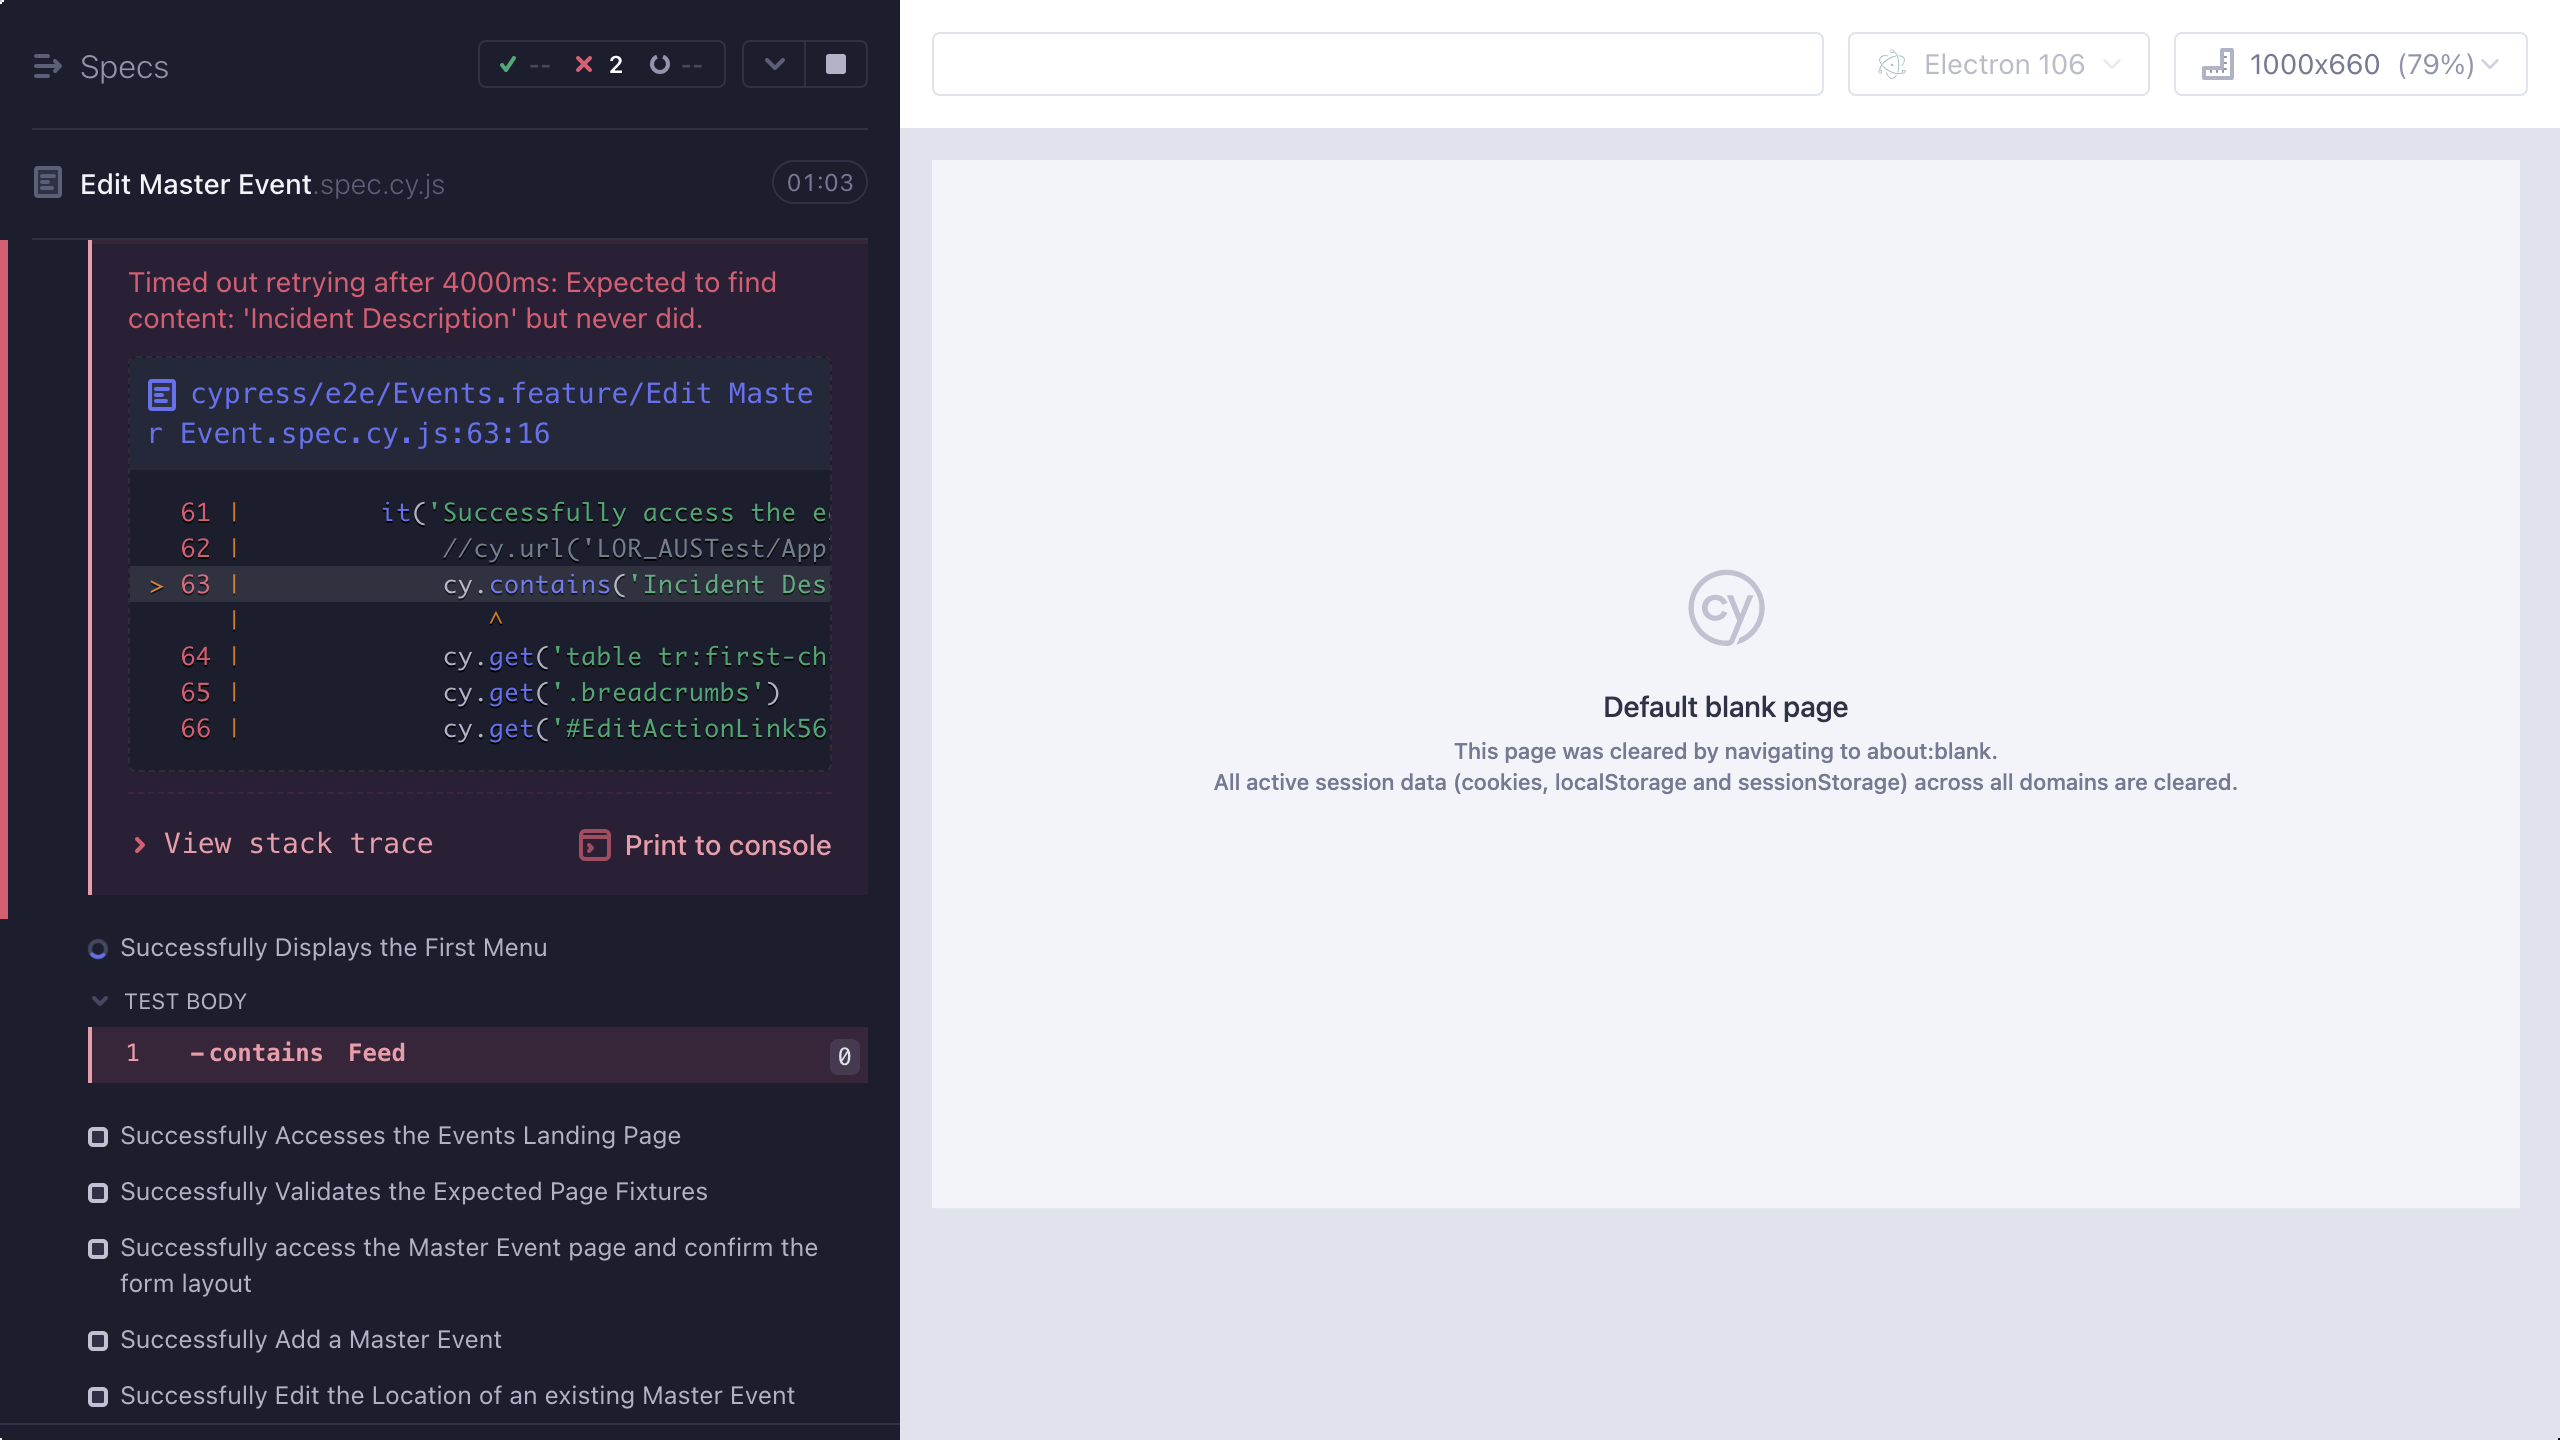 Specs
-- 2 --
Electron 106
1000x660 (79%)
Edit Master Event.spec.cy.js
01:03
Timed out retrying after 4000ms: Expected to find
content: 'Incident Description' but never did.
cypress/e2e/Events.feature/Edit Maste
r Event.spec.cy.js:63:16
61 | it('Successfully access the e
62 | //cy.url('LOR_AUSTest/App
> 63 | cy.contains('Incident Des
| ^
64 | cy.get('table tr:first-ch
65 | cy.get('.breadcrumbs')
66 | cy.get('#EditActionLink56
View stack trace
Print to console
Successfully Displays the First Menu
TEST BODY
1 -contains Feed 0
Successfully Accesses the Events Landing Page
Successfully Validates the Expected Page Fixtures
Successfully access the Master Event page and confirm the
form layout
Successfully Add a Master Event
Successfully Edit the Location of an existing Master Event
cy
Default blank page
This page was cleared by navigating to about:blank.
All active session data (cookies, localStorage and sessionStorage) across all domains are cleared.